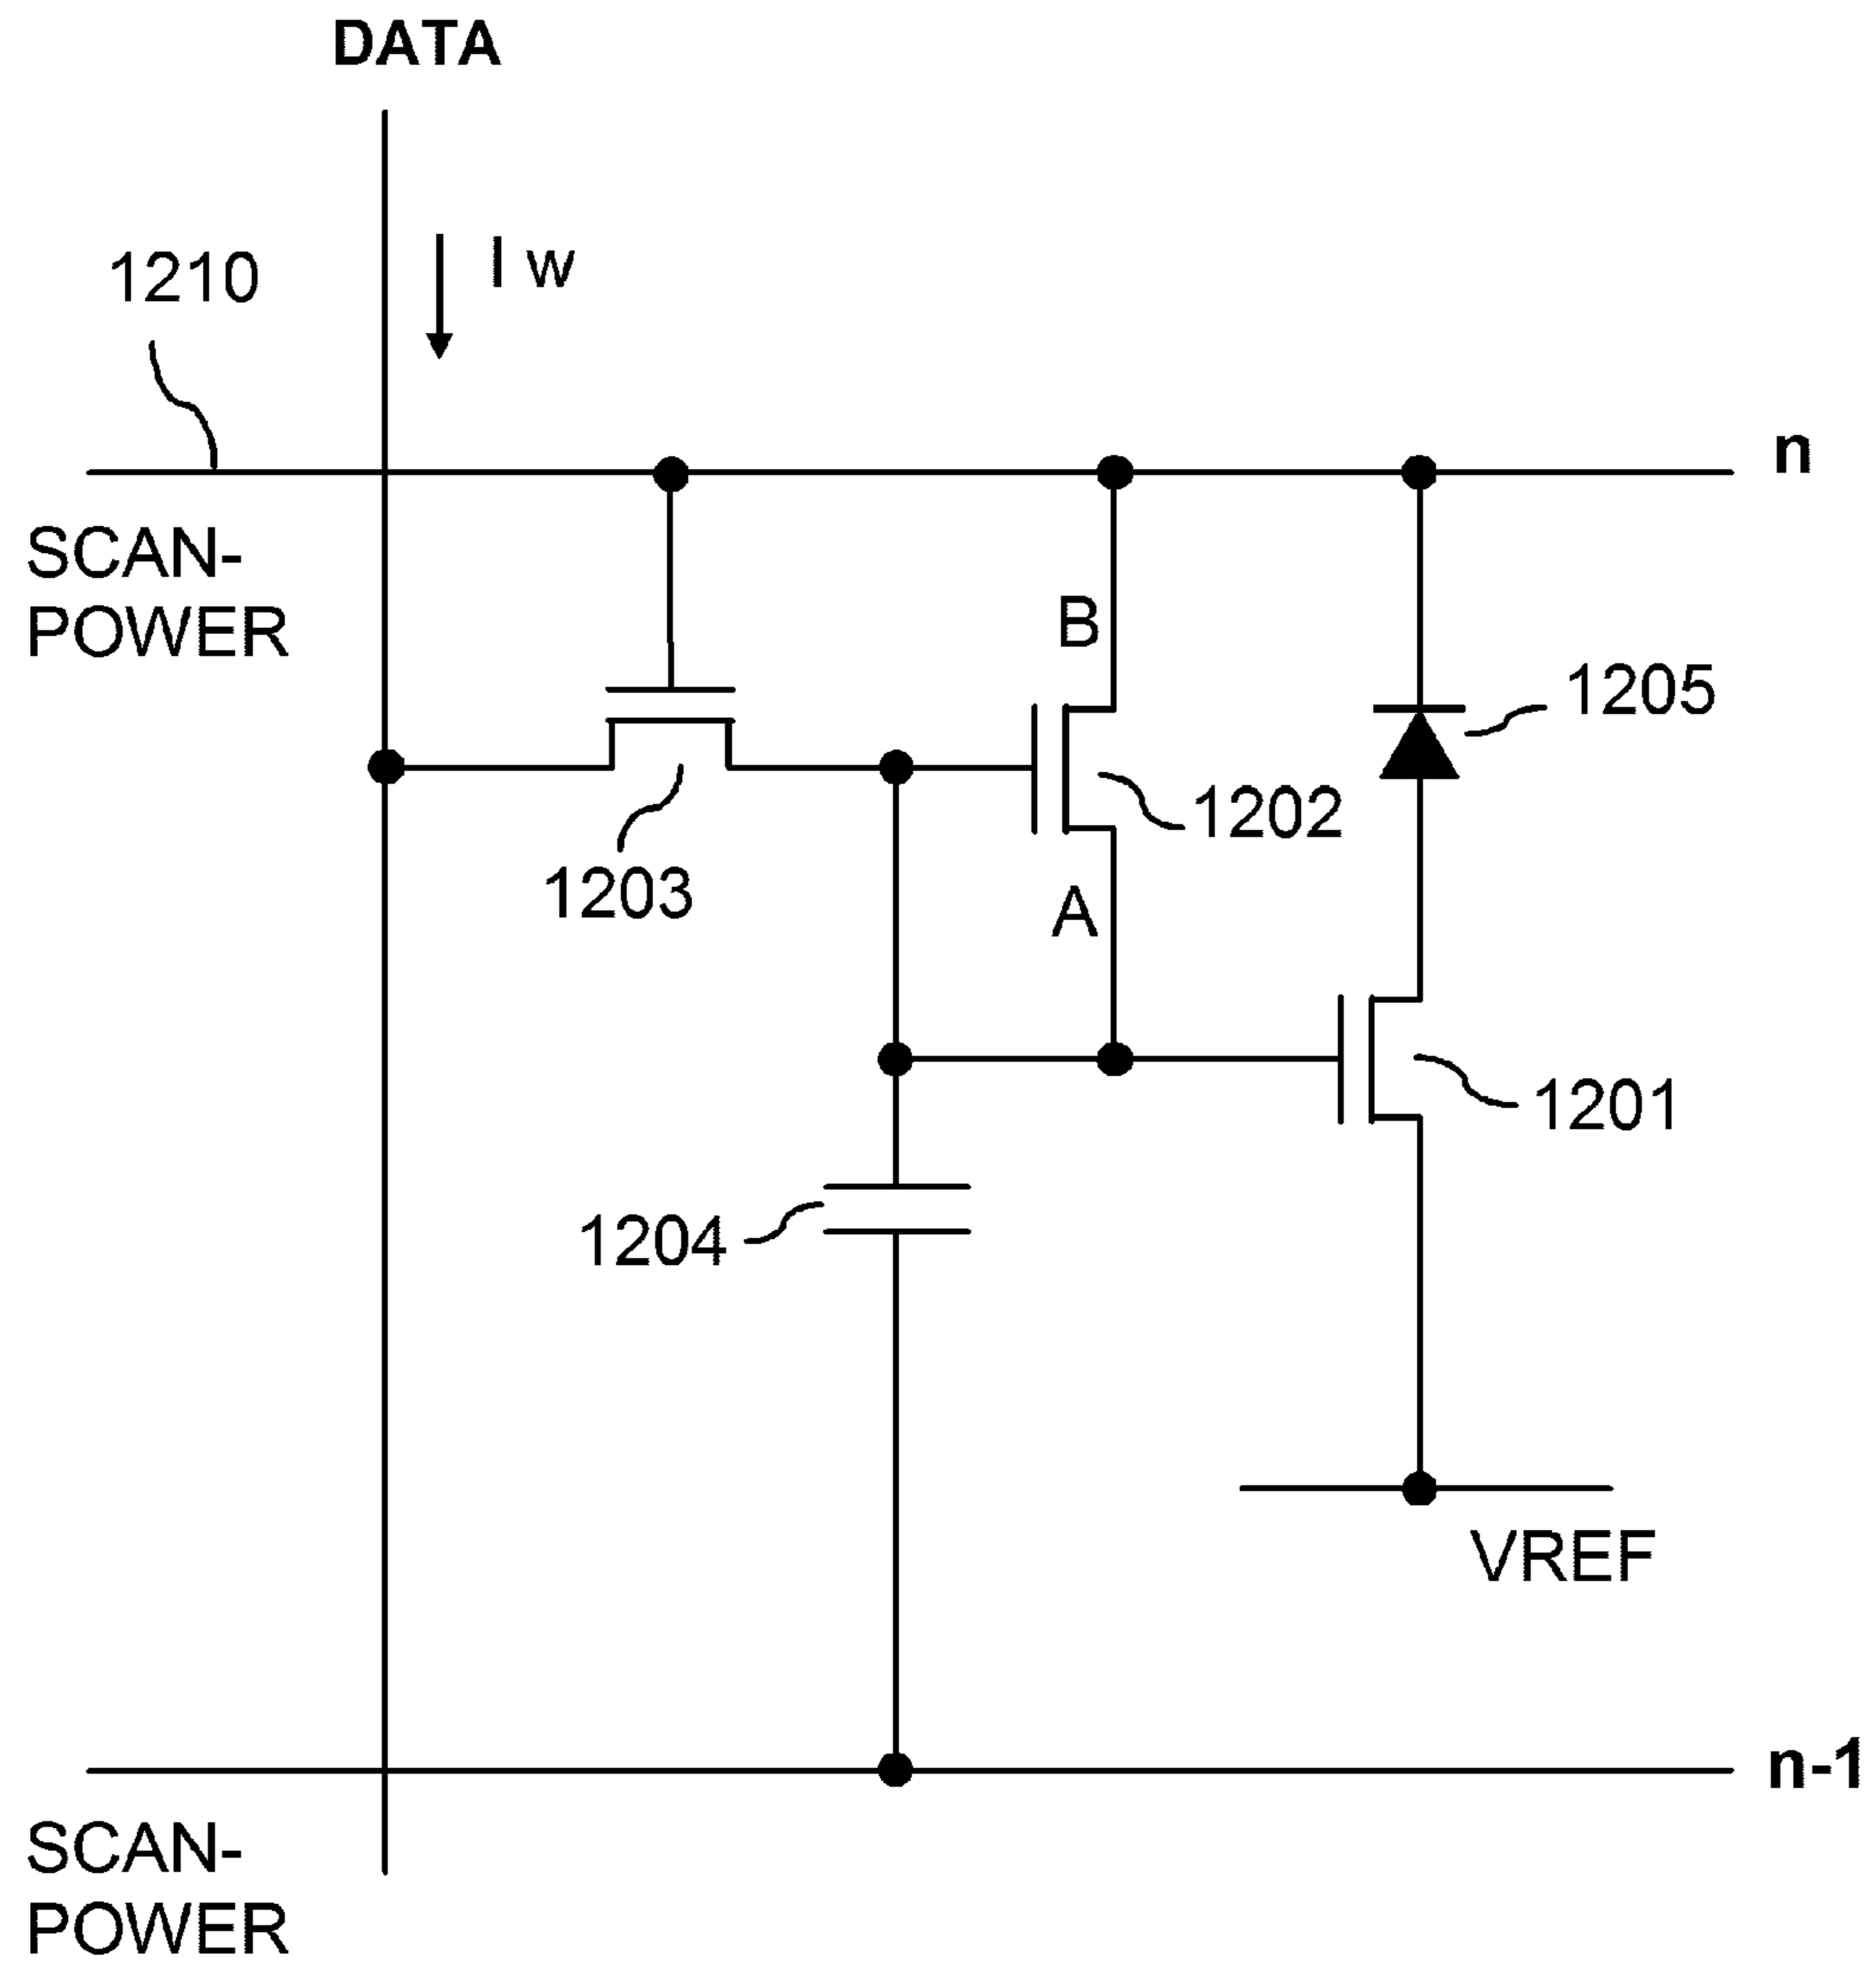 DATA
I w
1210
n
SCAN-
POWER
B
1205
1202
1203
A
1201
1204
VREF
n-1
SCAN-
POWER